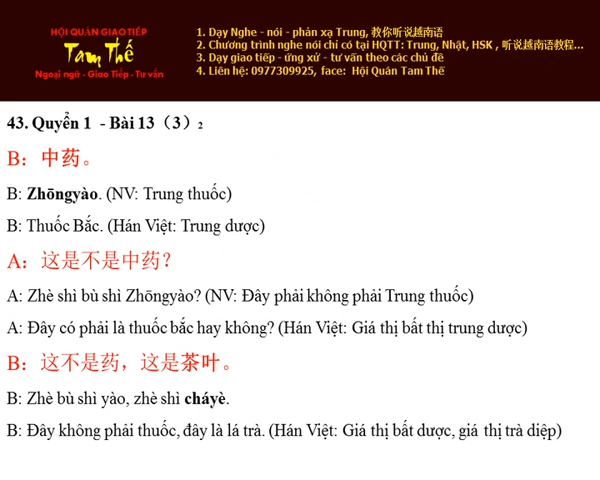 HỘI QUÁN GIAO TIẾP
Tam Thế
Ngoại ngữ - Giao Tiếp - Tư vấn
1. Dạy Nghe - nói - phản xạ Trung, 教你听说越南语
2. Chương trình nghe nói chỉ có tại HQTT: Trung, Nhật, HSK , 听说越南语教程...
3. Dạy giao tiếp - ứng xử - tư vấn theo các chủ đề
4. Liên hệ: 0977309925, face: Hội Quán Tam Thế
43. Quyển 1 - Bài 13（3）2
B：中药。
B: Zhōngyào. (NV: Trung thuốc)
B: Thuốc Bắc. (Hán Việt: Trung dược)
A：这是不是中药？
A: Zhè shì bù shì Zhōngyào? (NV: Đây phải không phải Trung thuốc)
A: Đây có phải là thuốc bắc hay không? (Hán Việt: Giá thị bất thị trung dược)
B：这不是药，这是茶叶。
B: Zhè bù shì yào, zhè shì cháyè.
B: Đây không phải thuốc, đây là lá trà. (Hán Việt: Giá thị bất dược, giá thị trà diệp)